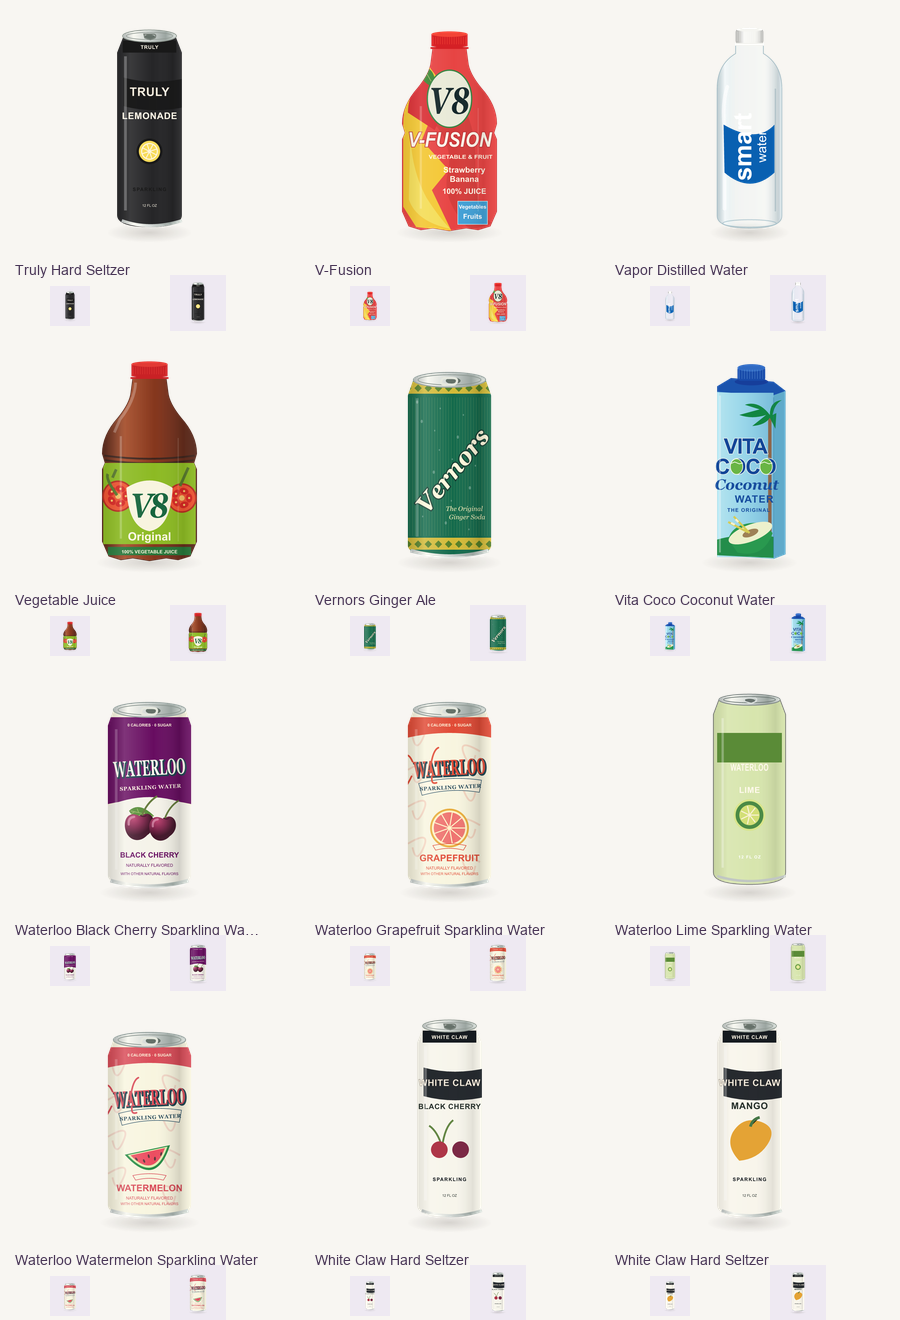 TRULY
TRULY
LEMONADE
SPARKLING
12 FL OZ
Truly Hard Seltzer
V8
V-FUSION
VEGETABLE & FRUIT
Strawberry
Banana
100% JUICE
Vegetables
Fruits
V-Fusion
smart
water
Vapor Distilled Water
V8
Original
100% VEGETABLE JUICE
Vegetable Juice
Vernors
The Original
Ginger Soda
Vernors Ginger Ale
VITA
COCO
Coconut
WATER
THE ORIGINAL
Vita Coco Coconut Water
0 CALORIES · 0 SUGAR
WATERLOO
SPARKLING WATER
BLACK CHERRY
NATURALLY FLAVORED
WITH OTHER NATURAL FLAVORS
Waterloo Black Cherry Sparkling Wa…
0 CALORIES · 0 SUGAR
WATERLOO
SPARKLING WATER
GRAPEFRUIT
NATURALLY FLAVORED
WITH OTHER NATURAL FLAVORS
Waterloo Grapefruit Sparkling Water
WATERLOO
LIME
12 FL OZ
Waterloo Lime Sparkling Water
0 CALORIES · 0 SUGAR
WATERLOO
SPARKLING WATER
WATERMELON
NATURALLY FLAVORED
WITH OTHER NATURAL FLAVORS
Waterloo Watermelon Sparkling Water
WHITE CLAW
WHITE CLAW
BLACK CHERRY
SPARKLING
12 FL OZ
White Claw Hard Seltzer
WHITE CLAW
WHITE CLAW
MANGO
SPARKLING
12 FL OZ
White Claw Hard Seltzer